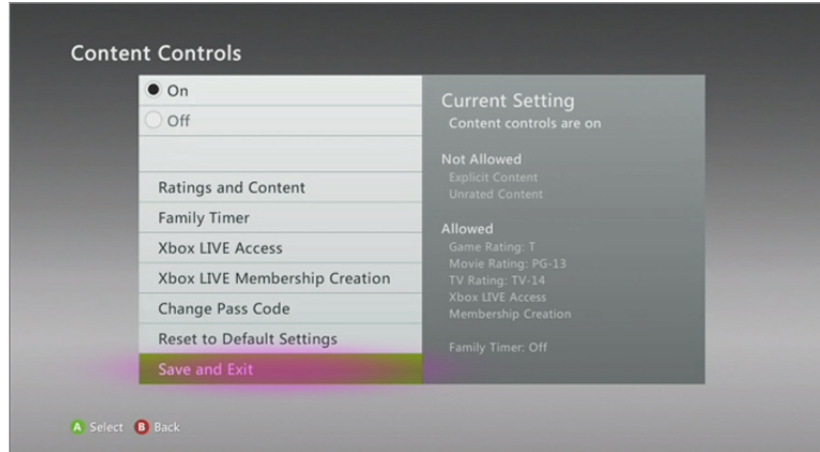 Content Controls
On
Off
Ratings and Content
Family Timer
Xbox LIVE Access
Xbox LIVE Membership Creation
Change Pass Code
Reset to Default Settings
Save and Exit
Current Setting
Content controls are on
Not Allowed
Explicit Content
Unrated Content
Allowed
Game Rating: T
Movie Rating: PG-13
TV Rating: TV-14
Xbox LIVE Access
Membership Creation
Family Timer: Off
A Select B Back